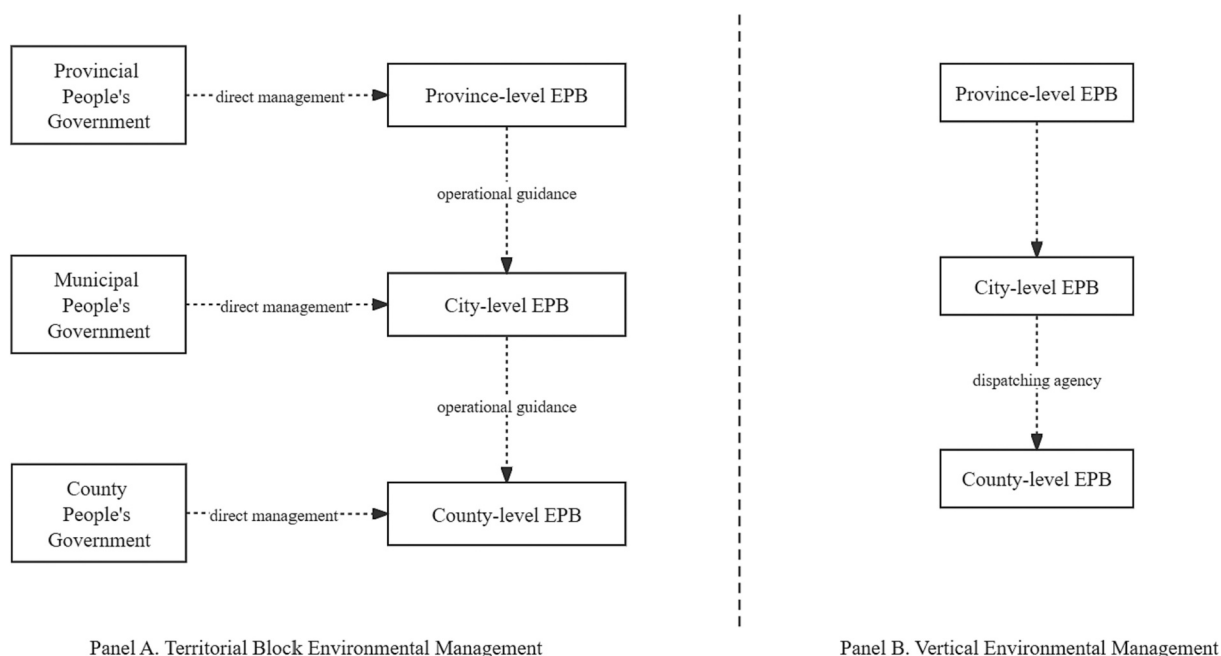 Provincial
People's
Government
direct management
Province-level EPB
operational guidance
Municipal
People's
Government
direct management
City-level EPB
operational guidance
County
People's
Government
direct management
County-level EPB
Panel A. Territorial Block Environmental Management
Province-level EPB
City-level EPB
dispatching agency
County-level EPB
Panel B. Vertical Environmental Management